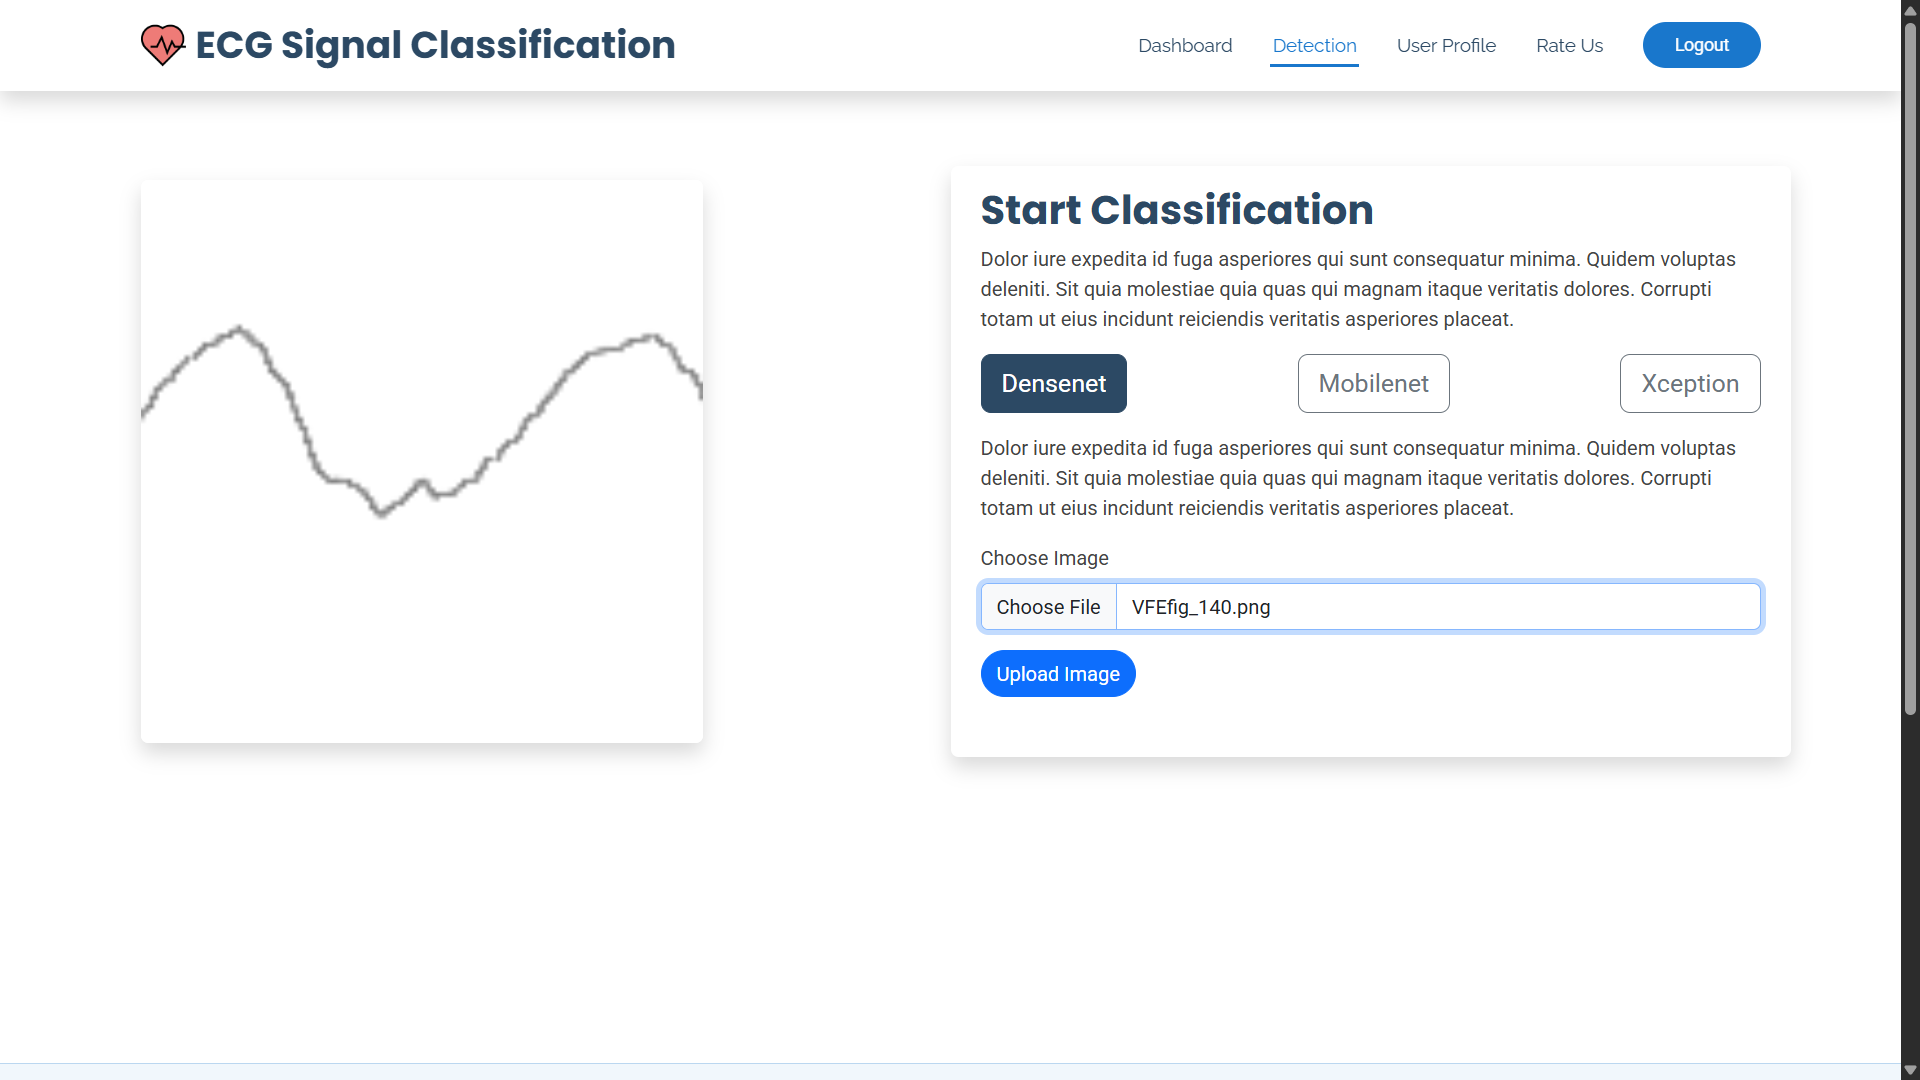 ECG Signal Classification
Dashboard
Detection
User Profile
Rate Us
Logout
Start Classification
Dolor iure expedita id fuga asperiores qui sunt consequatur minima. Quidem voluptas
deleniti. Sit quia molestiae quia quas qui magnam itaque veritatis dolores. Corrupti
totam ut eius incidunt reiciendis veritatis asperiores placeat.
Densenet
Mobilenet
Xception
Dolor iure expedita id fuga asperiores qui sunt consequatur minima. Quidem voluptas
deleniti. Sit quia molestiae quia quas qui magnam itaque veritatis dolores. Corrupti
totam ut eius incidunt reiciendis veritatis asperiores placeat.
Choose Image
Choose File VFEfig_140.png
Upload Image